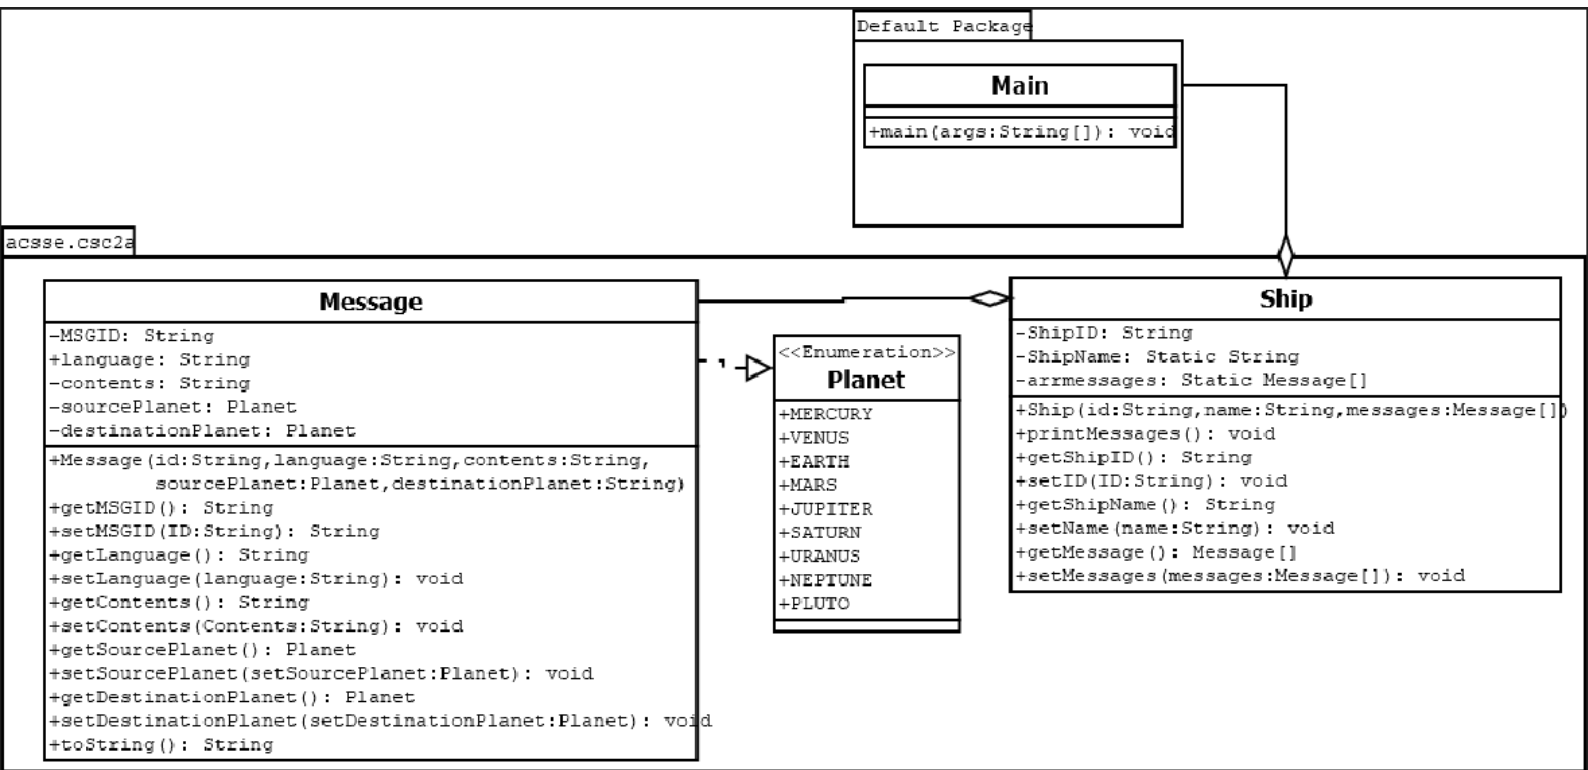 Default Package
Main
+main(args:String[]): void
acsse.csc2a
Message
-MSGID: String
+language: String
-contents: String
-sourcePlanet: Planet
-destinationPlanet: Planet
+Message(id:String,language:String,contents:String,
sourcePlanet:Planet,destinationPlanet:String)
+getMSGID(): String
+setMSGID(ID:String): String
+getLanguage(): String
+setLanguage(language:String): void
+getContents(): String
+setContents(Contents:String): void
+getSourcePlanet(): Planet
+setSourcePlanet(setSourcePlanet:Planet): void
+getDestinationPlanet(): Planet
+setDestinationPlanet(setDestinationPlanet:Planet): void
+toString(): String
<<Enumeration>>
Planet
+MERCURY
+VENUS
+EARTH
+MARS
+JUPITER
+SATURN
+URANUS
+NEPTUNE
+PLUTO
Ship
-ShipID: String
-ShipName: Static String
-arrmessages: Static Message[]
+Ship(id:String,name:String,messages:Message[])
+printMessages(): void
+getShipID(): String
+setID(ID:String): void
+getShipName(): String
+setName(name:String): void
+getMessage(): Message[]
+setMessages(messages:Message[]): void